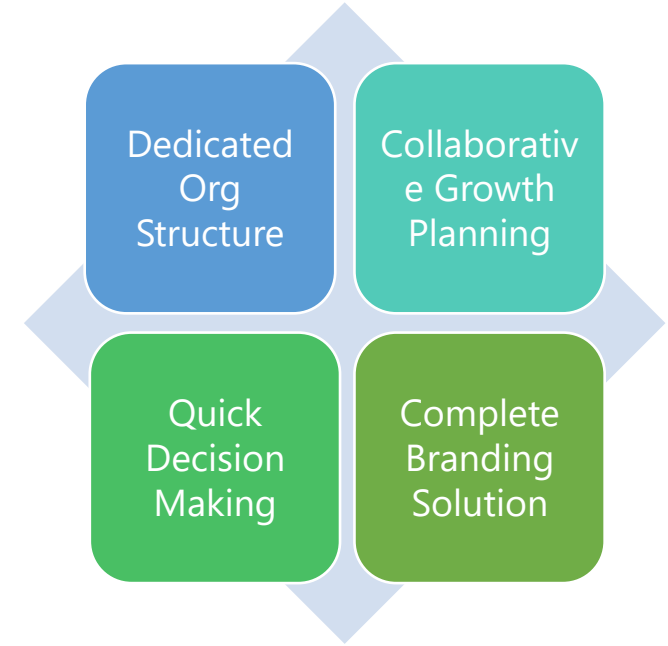 Dedicated
Org
Structure
Collaborativ
e Growth
Planning
Quick
Decision
Making
Complete
Branding
Solution